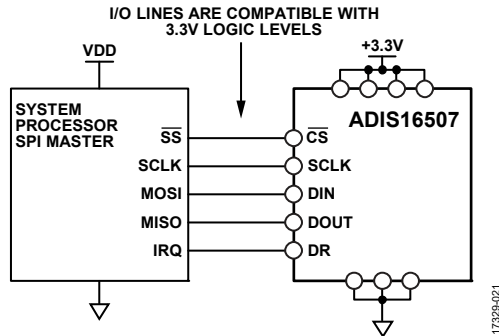 I/O LINES ARE COMPATIBLE WITH
3.3V LOGIC LEVELS
VDD
+3.3V
SYSTEM
PROCESSOR
SPI MASTER
ADIS16507
SS
CS
SCLK
SCLK
MOSI
DIN
MISO
DOUT
IRQ
DR
17329-021